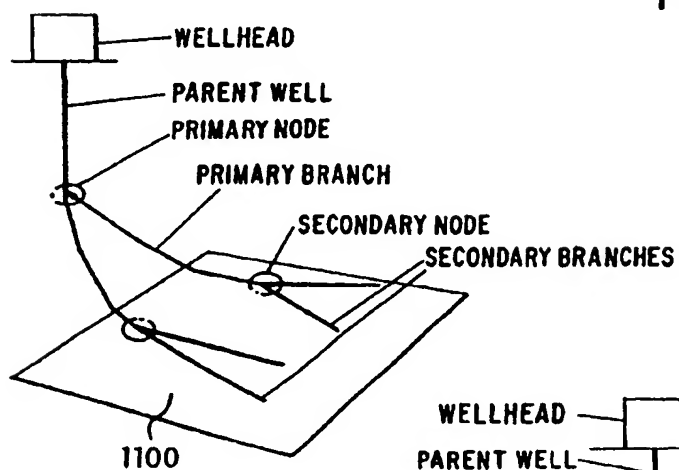 WELLHEAD
PARENT WELL
PRIMARY NODE
PRIMARY BRANCH
SECONDARY NODE
SECONDARY BRANCHES
1100
WELLHEAD
PARENT WELL